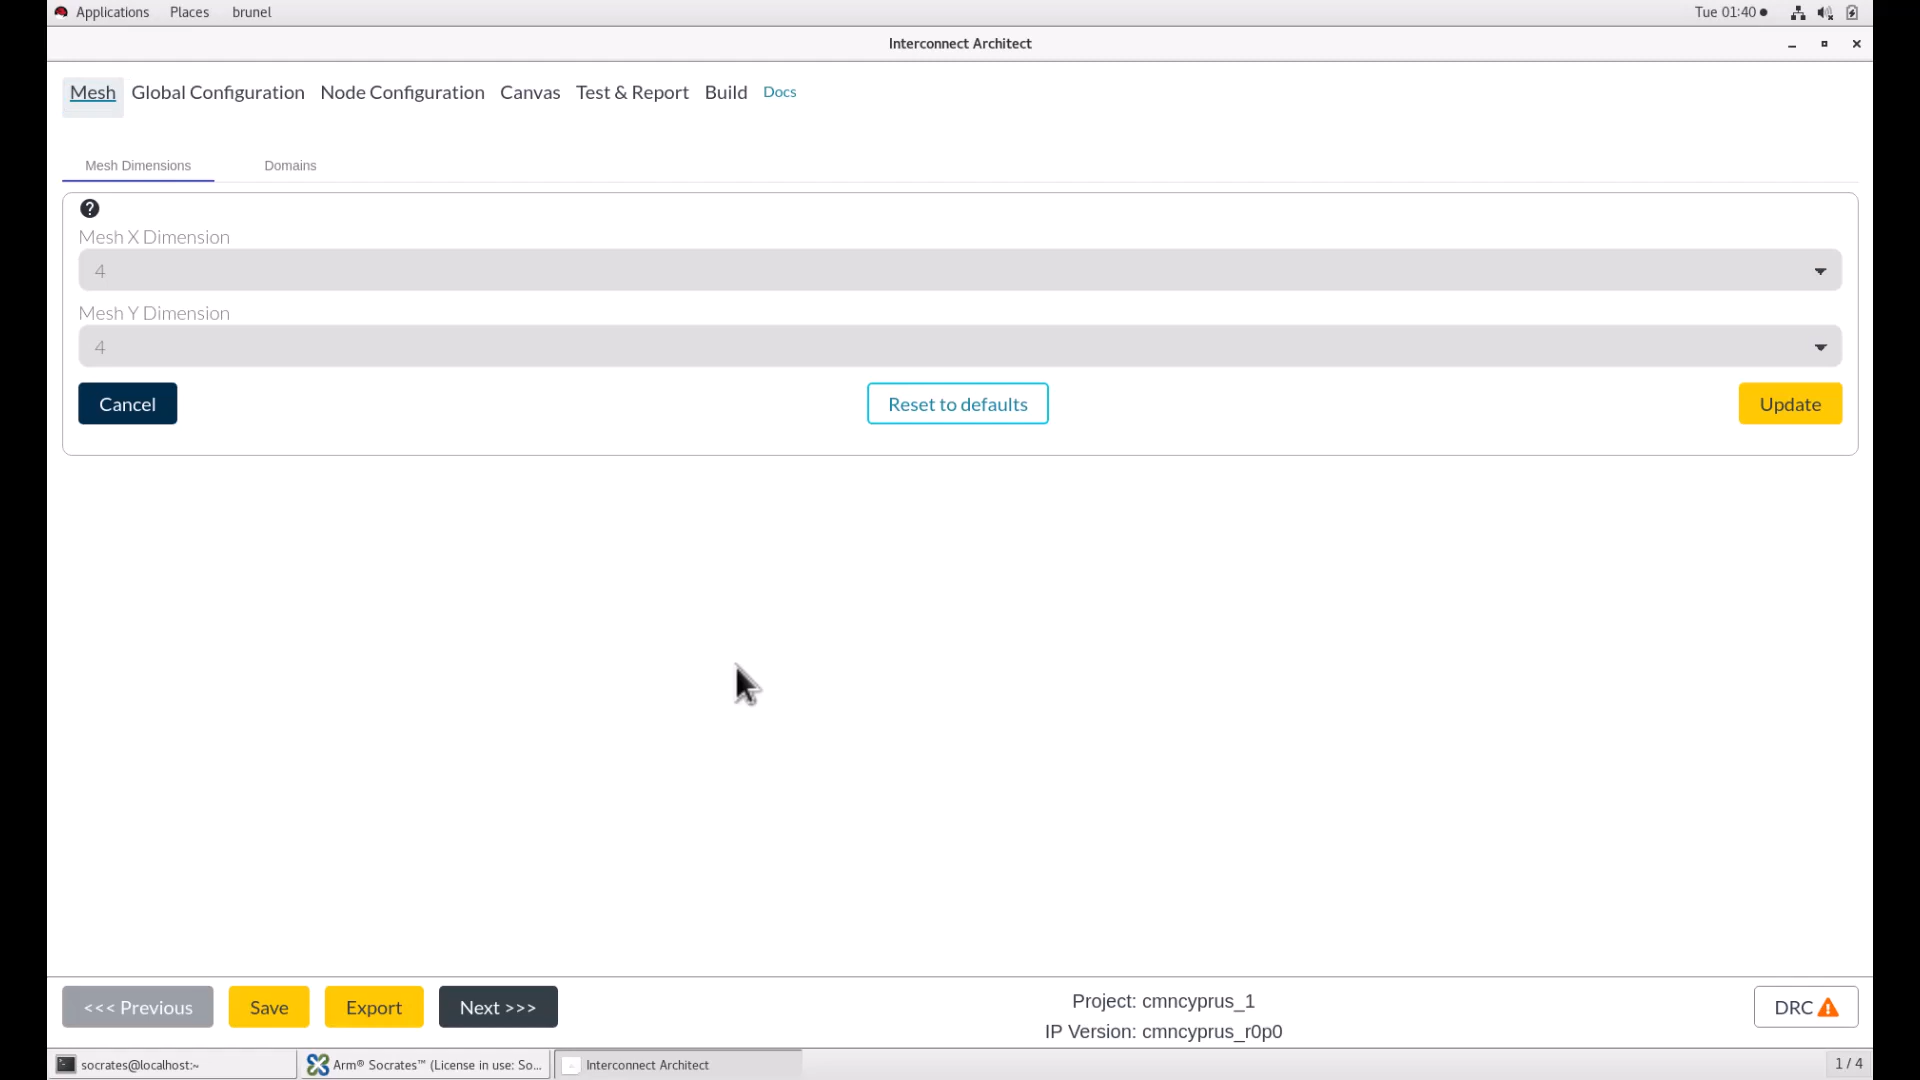 Applications Places brunel Tue 01:40
Interconnect Architect
Mesh Global Configuration Node Configuration Canvas Test & Report Build Docs
Mesh Dimensions Domains
Mesh X Dimension
4
Mesh Y Dimension
4
Cancel Reset to defaults Update
<<< Previous Save Export Next >>> Project: cmncyprus_1 DRC
IP Version: cmncyprus_r0p0
socrates@localhost:~ Arm® Socrates™ (License in use: So... Interconnect Architect 1 / 4